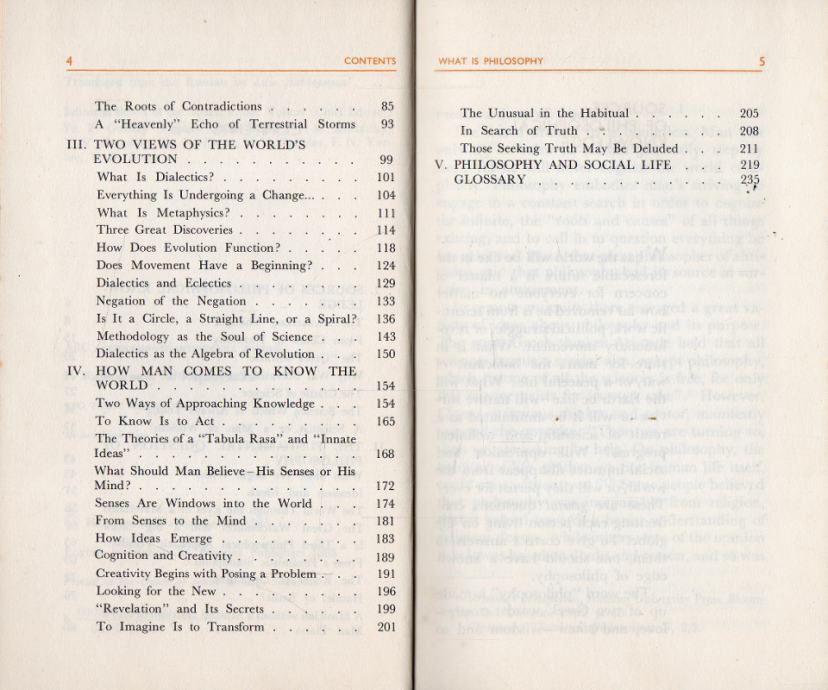 4 CONTENTS
The Roots of Contradictions . . . . . . 85
A "Heavenly" Echo of Terrestrial Storms 93
III. TWO VIEWS OF THE WORLD'S
EVOLUTION . . . . . . . . . . 99
What Is Dialectics? . . . . . . . . 101
Everything Is Undergoing a Change... . . . 104
What Is Metaphysics? . . . . . . . 111
Three Great Discoveries . . . . . . . 114
How Does Evolution Function? . . . . . 118
Does Movement Have a Beginning? . . . 124
Dialectics and Eclectics . . . . . . . 129
Negation of the Negation . . . . . . 133
Is It a Circle, a Straight Line, or a Spiral? 136
Methodology as the Soul of Science . . . 143
Dialectics as the Algebra of Revolution . . . 150
IV. HOW MAN COMES TO KNOW THE
WORLD . . . . . . . . . . . 154
Two Ways of Approaching Knowledge . . . 154
To Know Is to Act . . . . . . . . 165
The Theories of a "Tabula Rasa" and "Innate
Ideas" . . . . . . . . . . . 168
What Should Man Believe–His Senses or His
Mind? . . . . . . . . . . . 172
Senses Are Windows into the World . . . 174
From Senses to the Mind . . . . . . 181
How Ideas Emerge . . . . . . . . 183
Cognition and Creativity . . . . . . . 189
Creativity Begins with Posing a Problem . . . 191
Looking for the New . . . . . . . . 196
"Revelation" and Its Secrets . . . . . . 199
To Imagine Is to Transform . . . . . . 201
WHAT IS PHILOSOPHY 5
The Unusual in the Habitual . . . . . . 205
In Search of Truth . . . . . . . . 208
Those Seeking Truth May Be Deluded . . . 211
V. PHILOSOPHY AND SOCIAL LIFE . . . 219
GLOSSARY . . . . . . . . . . . 235